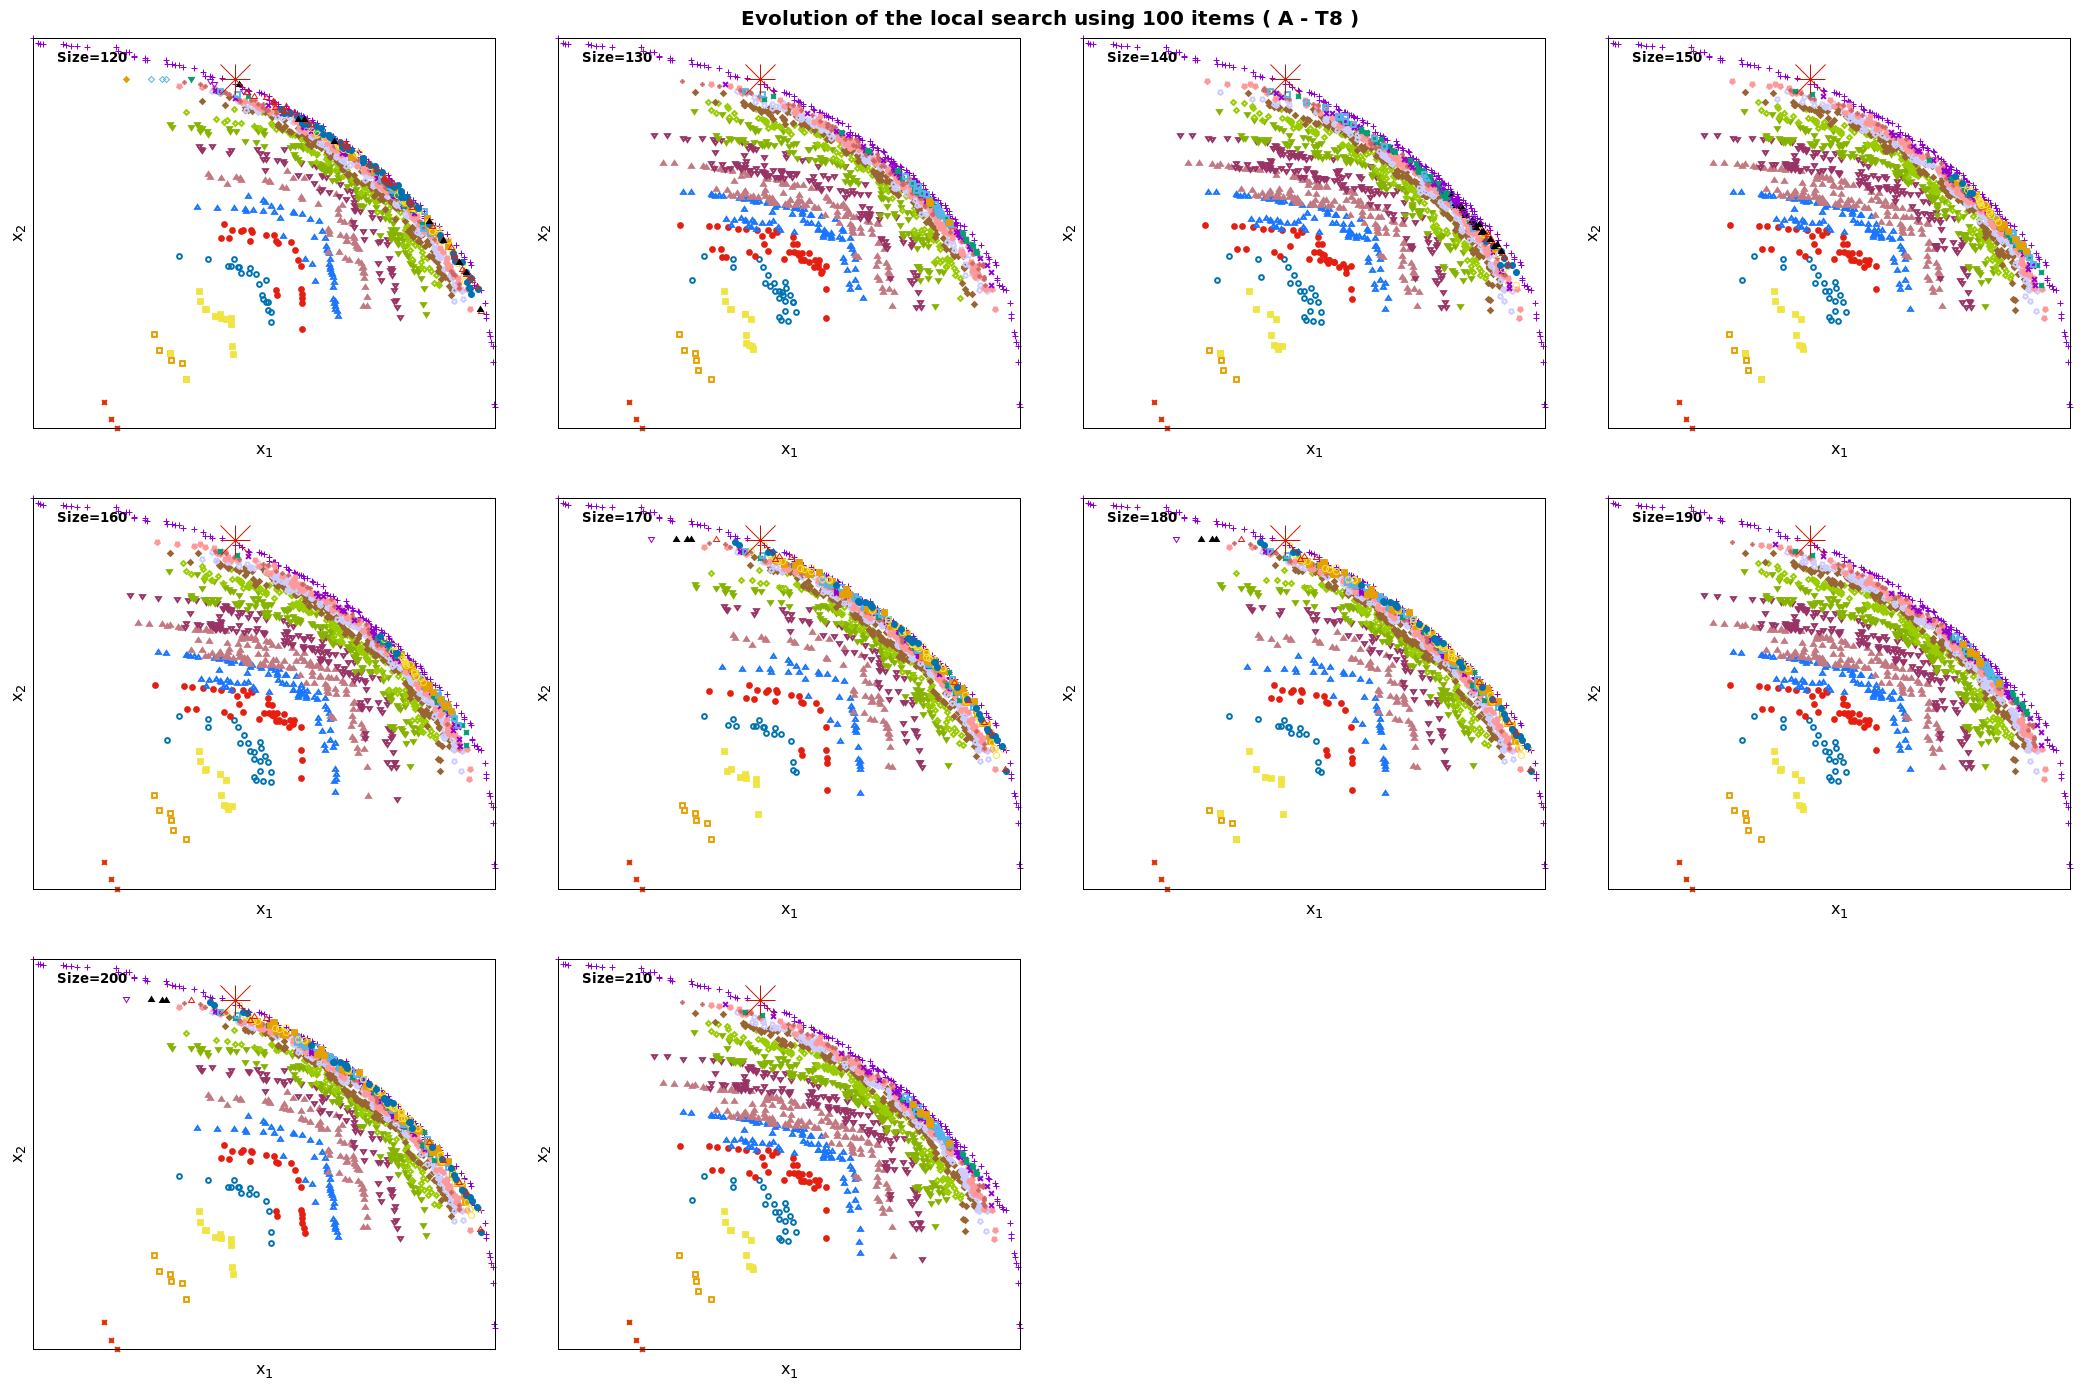 Evolution of the local search using 100 items ( A - T8 )
Size=120
Size=130
Size=140
Size=150
x2
x2
x2
x2
x1
x1
x1
x1
Size=160
Size=170
Size=180
Size=190
x2
x2
x2
x2
x1
x1
x1
x1
Size=200
Size=210
x2
x2
x1
x1